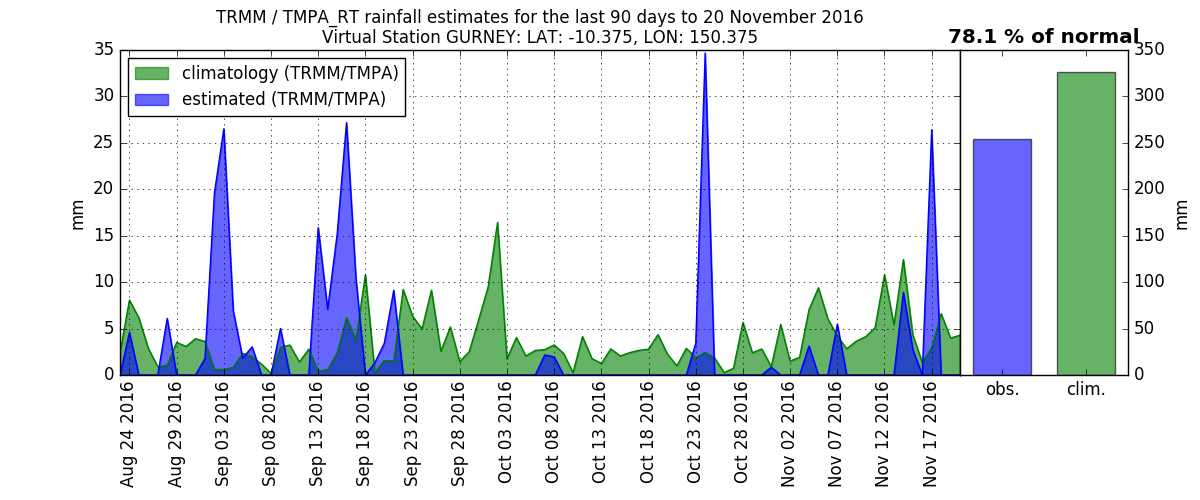 TRMM / TMPA_RT rainfall estimates for the last 90 days to 20 November 2016
Virtual Station GURNEY: LAT: -10.375, LON: 150.375
78.1 % of normal
climatology (TRMM/TMPA)
estimated (TRMM/TMPA)
35
30
25
20
15
10
5
0
mm
350
300
250
200
150
100
50
0
mm
Aug 24 2016
Aug 29 2016
Sep 03 2016
Sep 08 2016
Sep 13 2016
Sep 18 2016
Sep 23 2016
Sep 28 2016
Oct 03 2016
Oct 08 2016
Oct 13 2016
Oct 18 2016
Oct 23 2016
Oct 28 2016
Nov 02 2016
Nov 07 2016
Nov 12 2016
Nov 17 2016
obs.
clim.